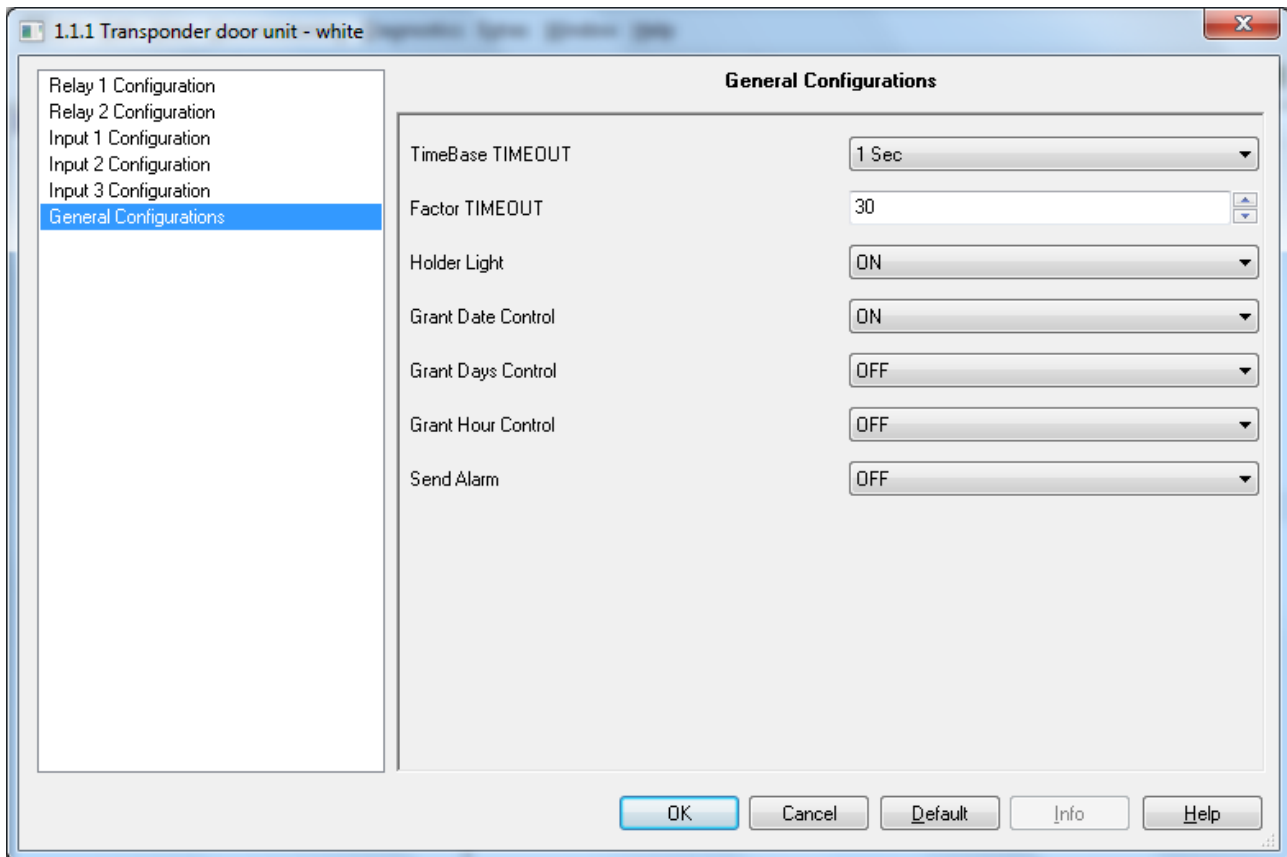 1.1.1 Transponder door unit - white
Relay 1 Configuration
Relay 2 Configuration
Input 1 Configuration
Input 2 Configuration
Input 3 Configuration
General Configurations
General Configurations
TimeBase TIMEOUT 1 Sec
Factor TIMEOUT 30
Holder Light ON
Grant Date Control ON
Grant Days Control OFF
Grant Hour Control OFF
Send Alarm OFF
OK Cancel Default Info Help